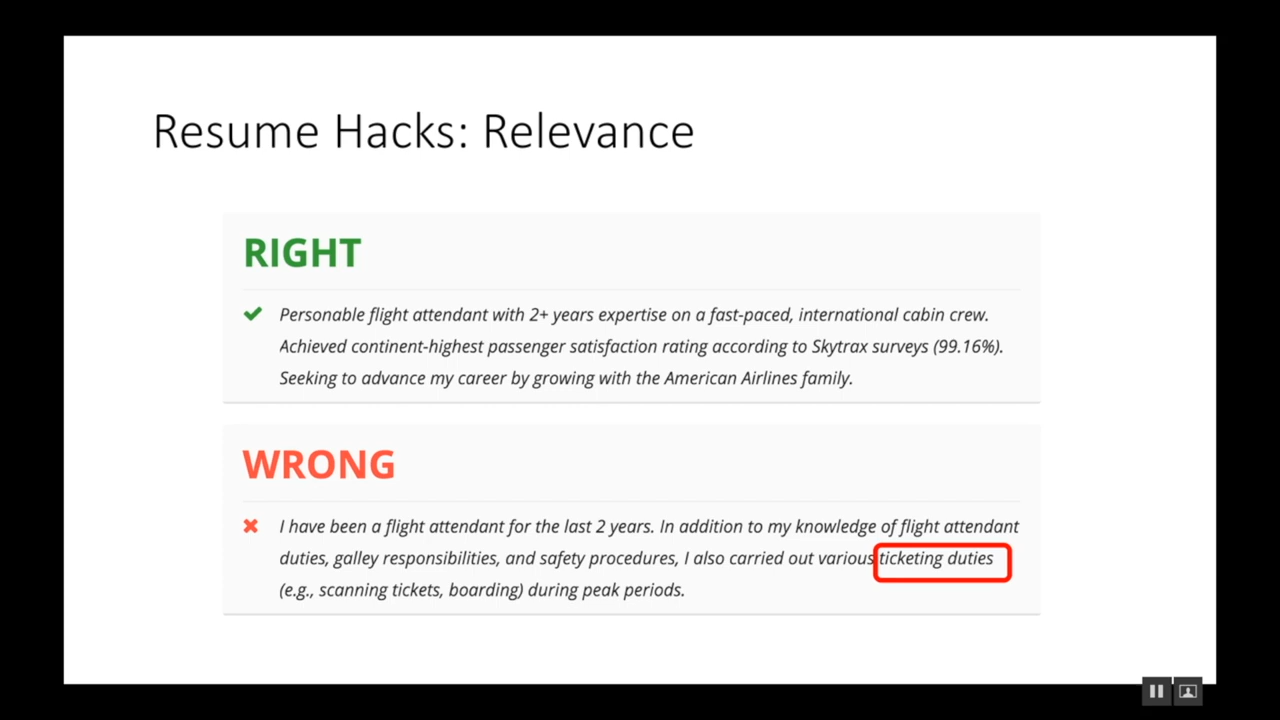 Resume Hacks: Relevance
RIGHT
Personable flight attendant with 2+ years expertise on a fast-paced, international cabin crew.
Achieved continent-highest passenger satisfaction rating according to Skytrax surveys (99.16%).
Seeking to advance my career by growing with the American Airlines family.
WRONG
I have been a flight attendant for the last 2 years. In addition to my knowledge of flight attendant
duties, galley responsibilities, and safety procedures, I also carried out various ticketing duties
(e.g., scanning tickets, boarding) during peak periods.